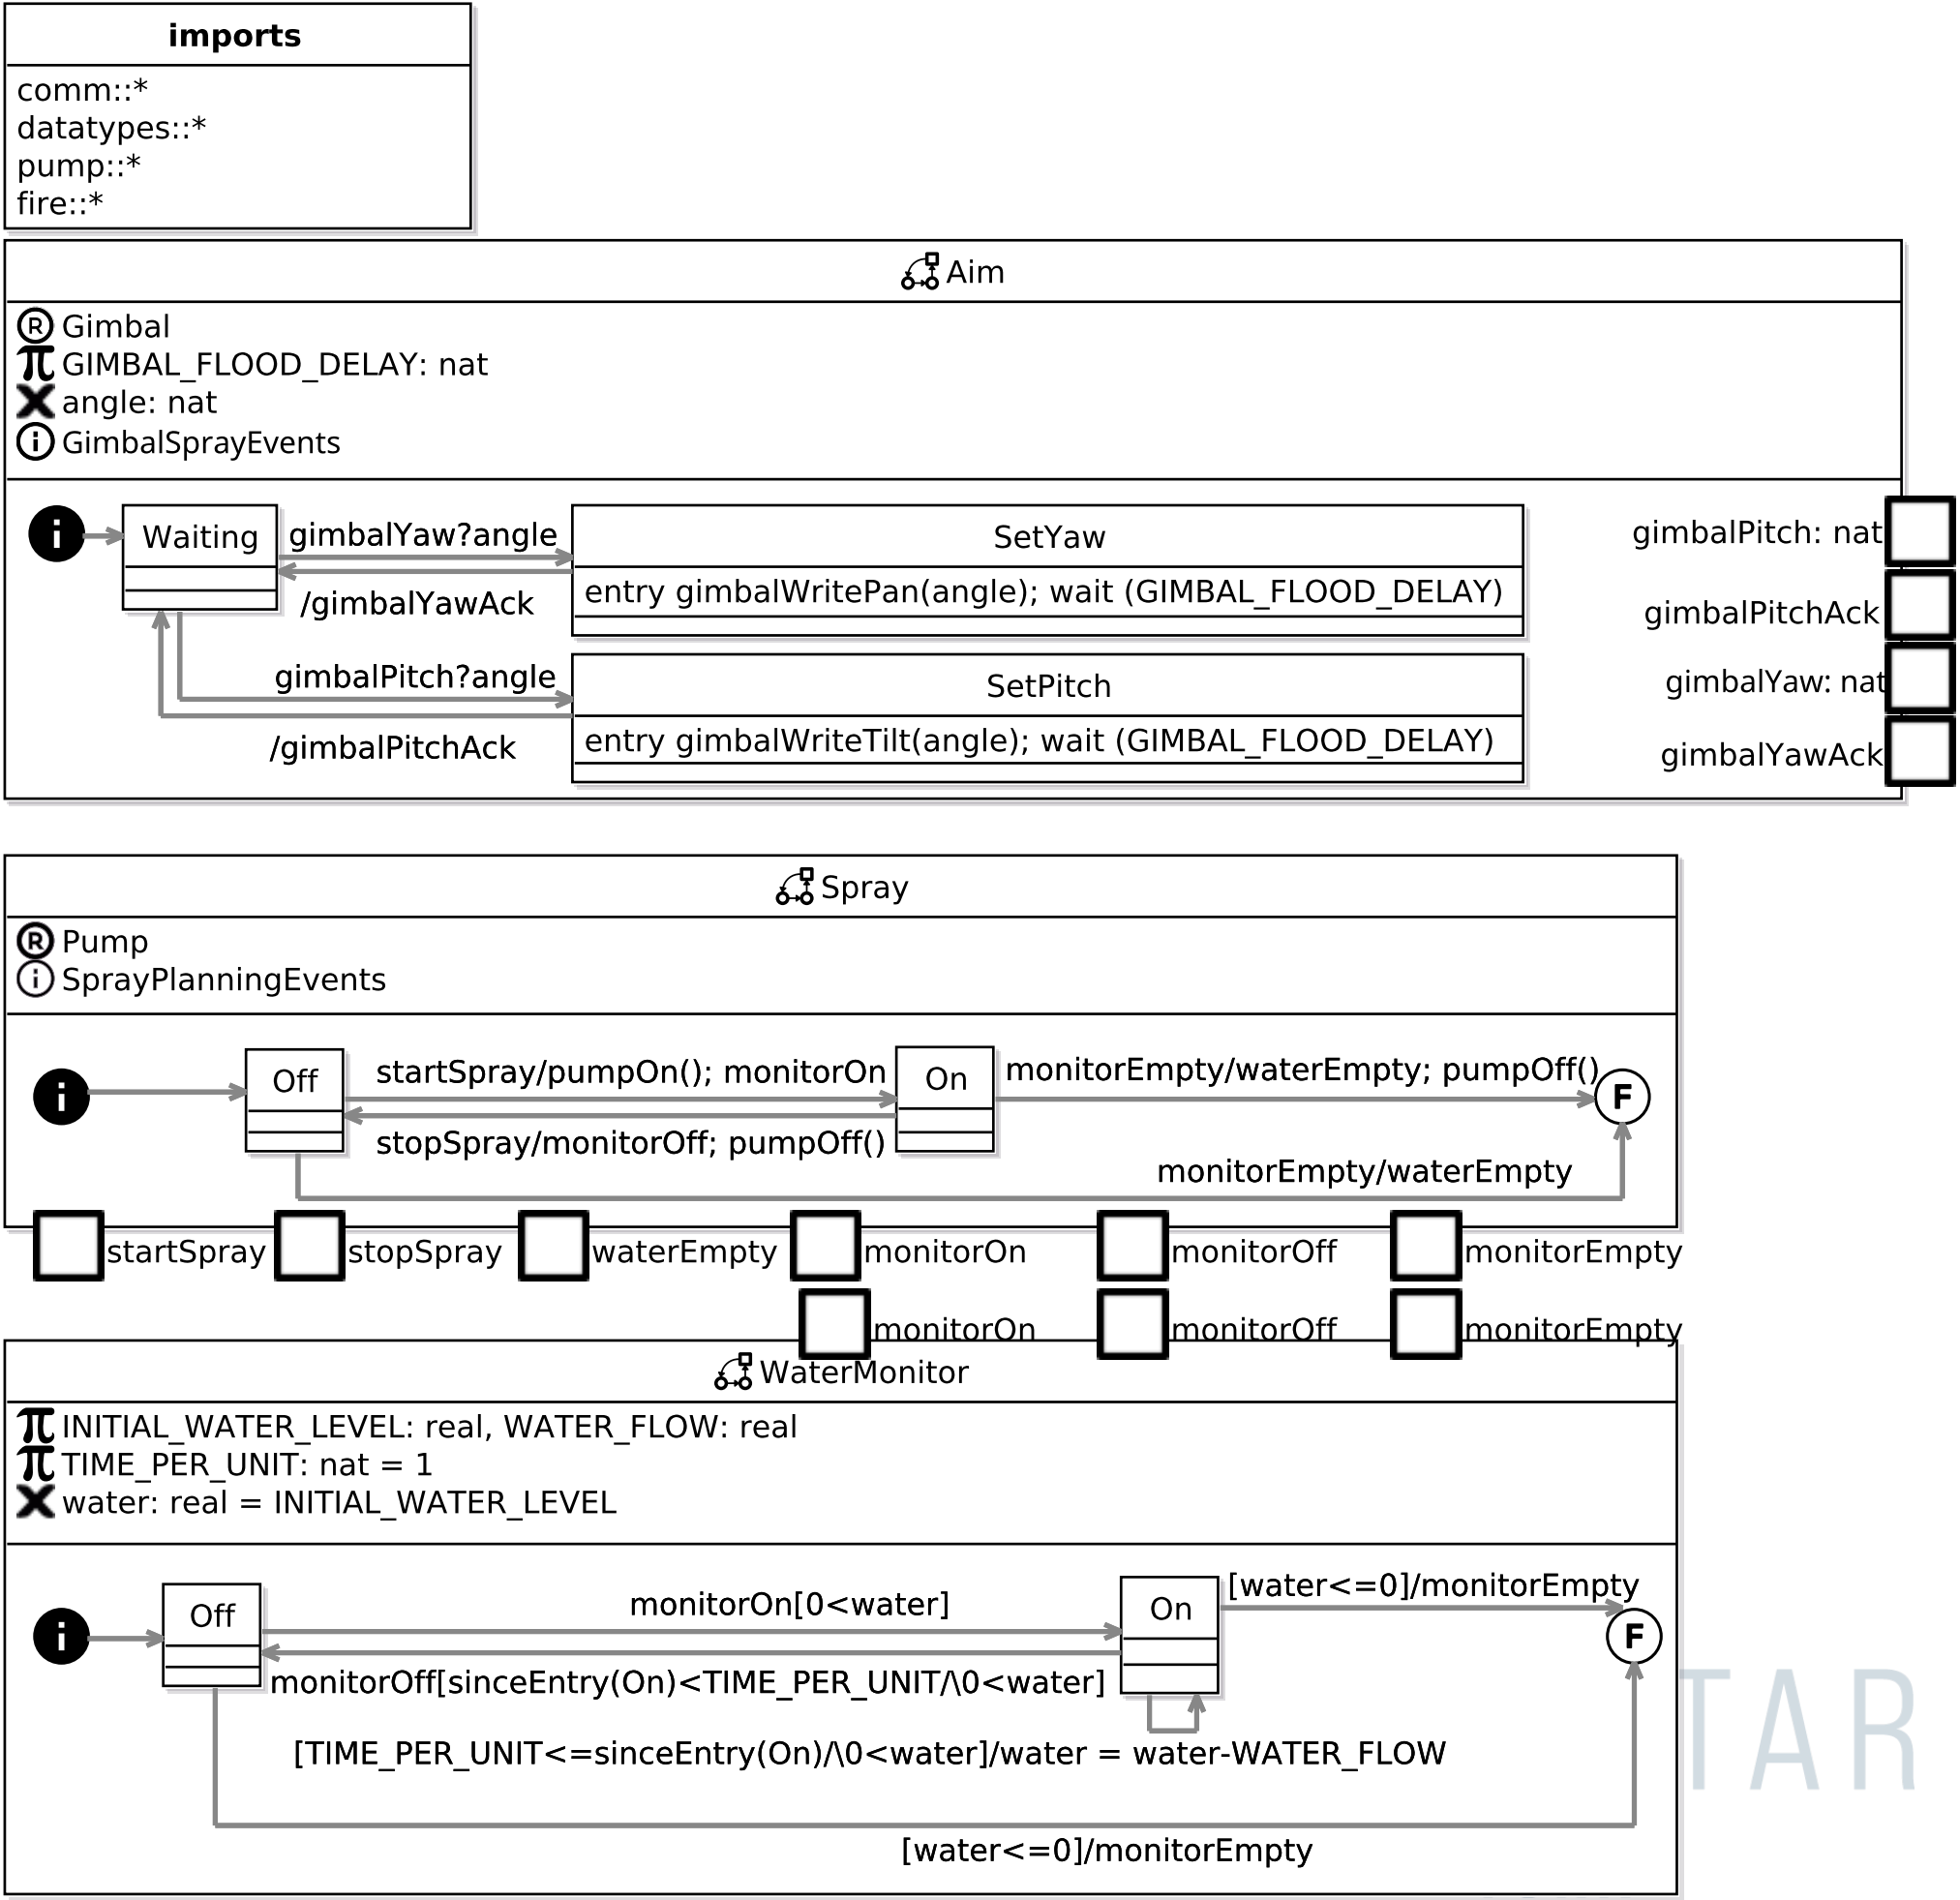 imports
comm::*
datatypes::*
pump::*
fire::*
Aim
R Gimbal
π GIMBAL_FLOOD_DELAY: nat
X angle: nat
i GimbalSprayEvents
i
Waiting
gimbalYaw?angle
/gimbalYawAck
SetYaw
entry gimbalWritePan(angle); wait (GIMBAL_FLOOD_DELAY)
gimbalPitch?angle
/gimbalPitchAck
SetPitch
entry gimbalWriteTilt(angle); wait (GIMBAL_FLOOD_DELAY)
gimbalPitch: nat
gimbalPitchAck
gimbalYaw: nat
gimbalYawAck
Spray
R Pump
i SprayPlanningEvents
i
Off
startSpray/pumpOn(); monitorOn
stopSpray/monitorOff; pumpOff()
On
monitorEmpty/waterEmpty; pumpOff()
F
monitorEmpty/waterEmpty
startSpray stopSpray waterEmpty monitorOn monitorOff monitorEmpty
monitorOn monitorOff monitorEmpty
WaterMonitor
π INITIAL_WATER_LEVEL: real, WATER_FLOW: real
π TIME_PER_UNIT: nat = 1
X water: real = INITIAL_WATER_LEVEL
i
Off
monitorOn[0<water]
monitorOff[sinceEntry(On)<TIME_PER_UNIT/\0<water]
On
[water<=0]/monitorEmpty
F
[TIME_PER_UNIT<=sinceEntry(On)/\0<water]/water = water-WATER_FLOW
[water<=0]/monitorEmpty
TAR